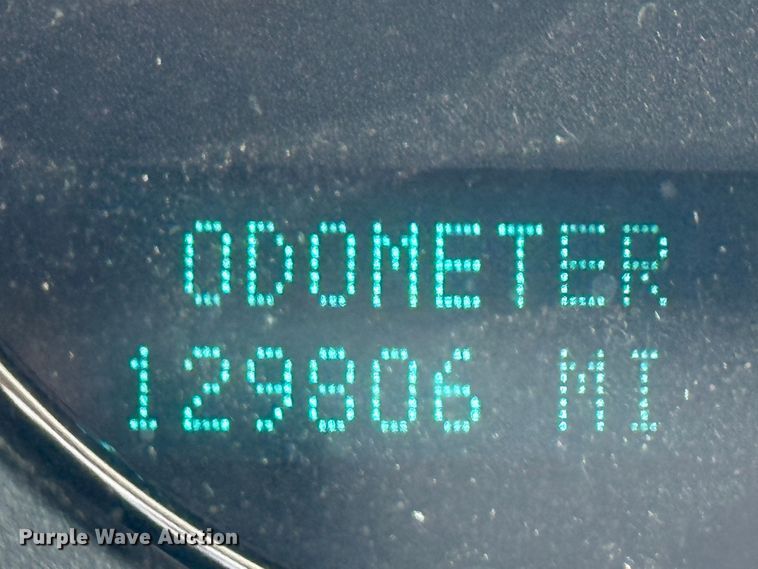 ODOMETER
129806 MI
Purple Wave Auction